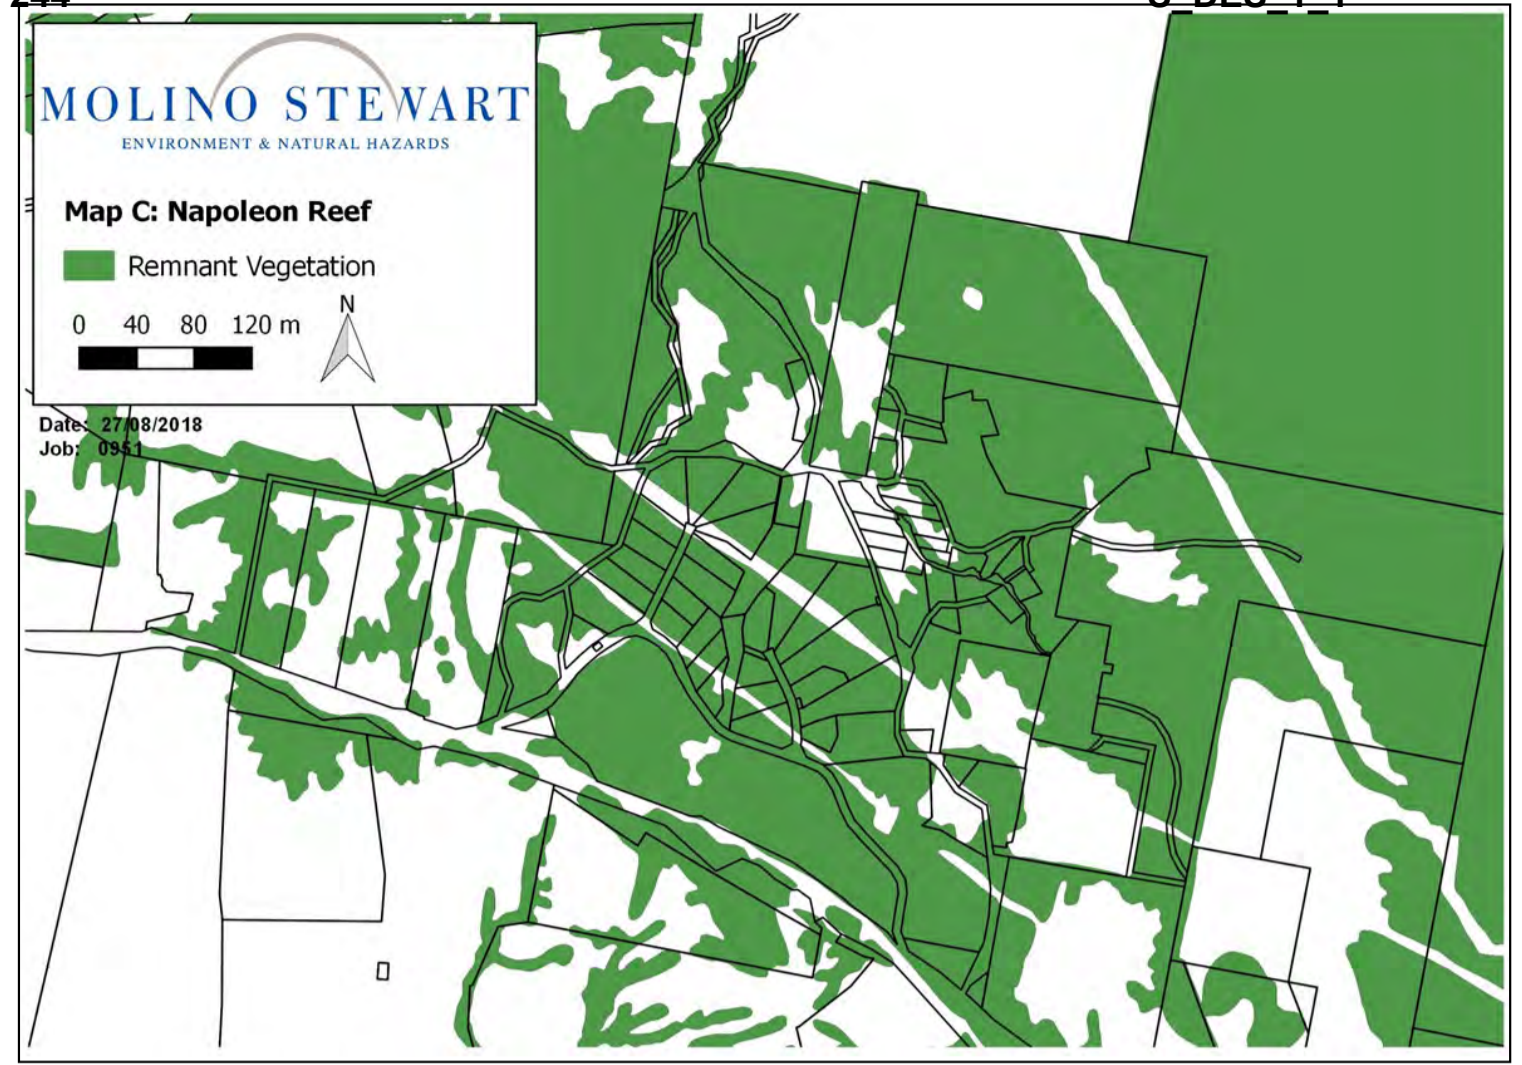 244
MOLINO STEWART
ENVIRONMENT & NATURAL HAZARDS
Map C: Napoleon Reef
Remnant Vegetation
N
0 40 80 120 m
Date: 27/08/2018
Job: 0951